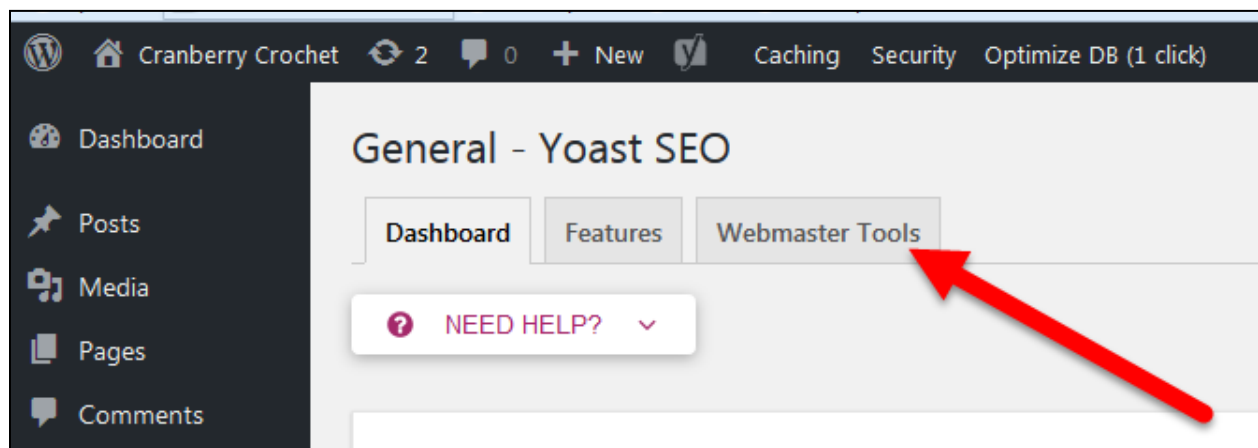 Cranberry Crochet 2 0 New Caching Security Optimize DB (1 click)
Dashboard
Posts
Media
Pages
Comments
General - Yoast SEO
Dashboard Features Webmaster Tools
NEED HELP?